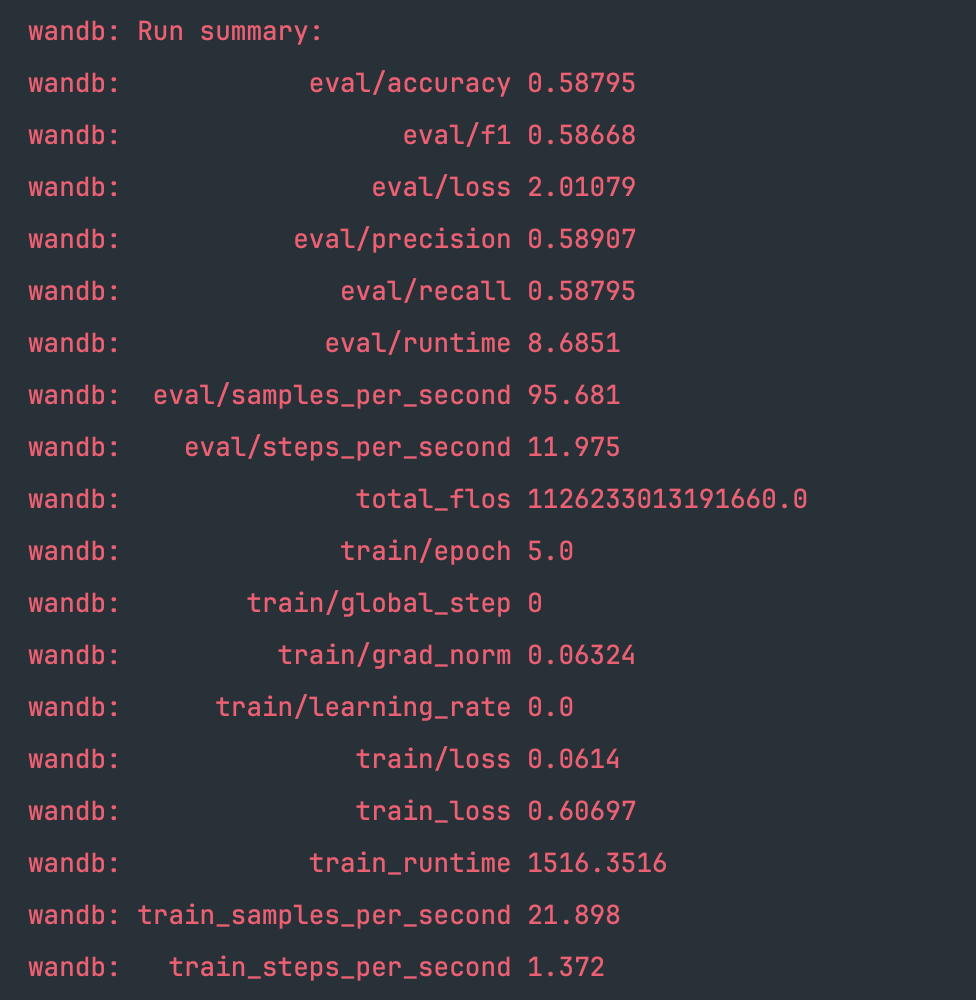 wandb: Run summary:
wandb: eval/accuracy 0.58795
wandb: eval/f1 0.58668
wandb: eval/loss 2.01079
wandb: eval/precision 0.58907
wandb: eval/recall 0.58795
wandb: eval/runtime 8.6851
wandb: eval/samples_per_second 95.681
wandb: eval/steps_per_second 11.975
wandb: total_flos 1126233013191660.0
wandb: train/epoch 5.0
wandb: train/global_step 0
wandb: train/grad_norm 0.06324
wandb: train/learning_rate 0.0
wandb: train/loss 0.0614
wandb: train_loss 0.60697
wandb: train_runtime 1516.3516
wandb: train_samples_per_second 21.898
wandb: train_steps_per_second 1.372